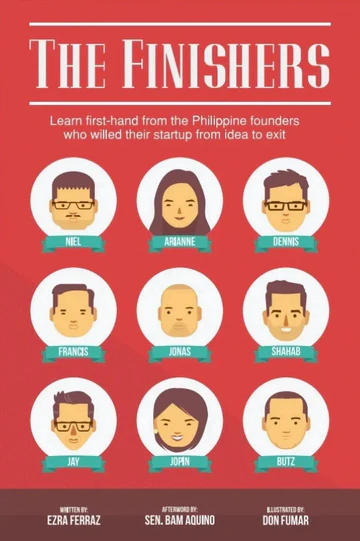 THE FINISHERS
Learn first-hand from the Philippine founders
who willed their startup from idea to exit
NIEL
ARIANNE
DENNIS
FRANCIS
JONAS
SHAHAB
JAY
JOPIN
BUTZ
WRITTEN BY:
EZRA FERRAZ
AFTERWORD BY:
SEN. BAM AQUINO
ILLUSTRATED BY:
DON FUMAR